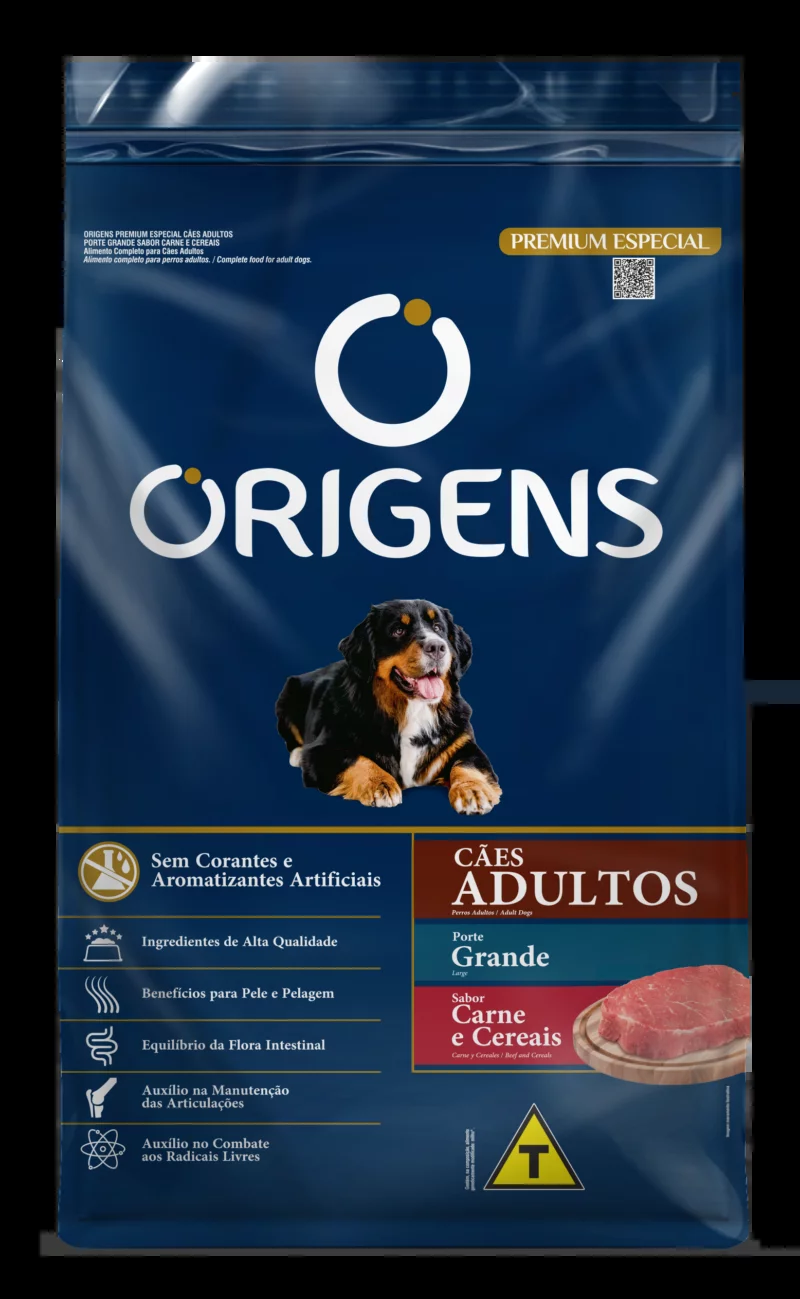 ORIGENS PREMIUM ESPECIAL CÃES ADULTOS
PORTE GRANDE SABOR CARNE E CEREAIS
Alimento Completo para Cães Adultos
Alimento completo para perros adultos. / Complete food for adult dogs.
PREMIUM ESPECIAL
ORIGENS
Sem Corantes e
Aromatizantes Artificiais
Ingredientes de Alta Qualidade
Benefícios para Pele e Pelagem
Equilíbrio da Flora Intestinal
Auxílio na Manutenção
das Articulações
Auxílio no Combate
aos Radicais Livres
CÃES
ADULTOS
Perros Adultos / Adult Dogs
Porte
Grande
Large
Sabor
Carne
e Cereais
Carne y Cereales / Beef and Cereals
T